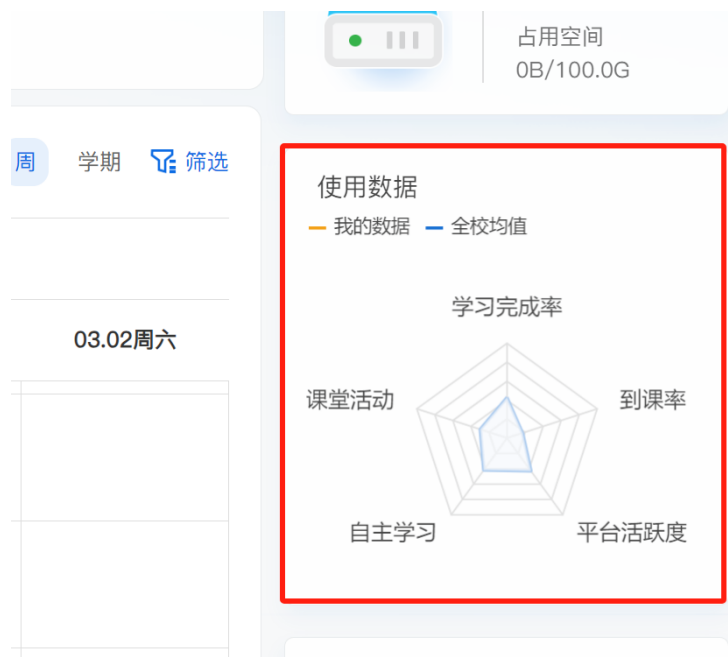 占用空间
0B/100.0G
周 学期 筛选
使用数据
我的数据 全校均值
03.02周六
学习完成率
课堂活动
到课率
自主学习
平台活跃度